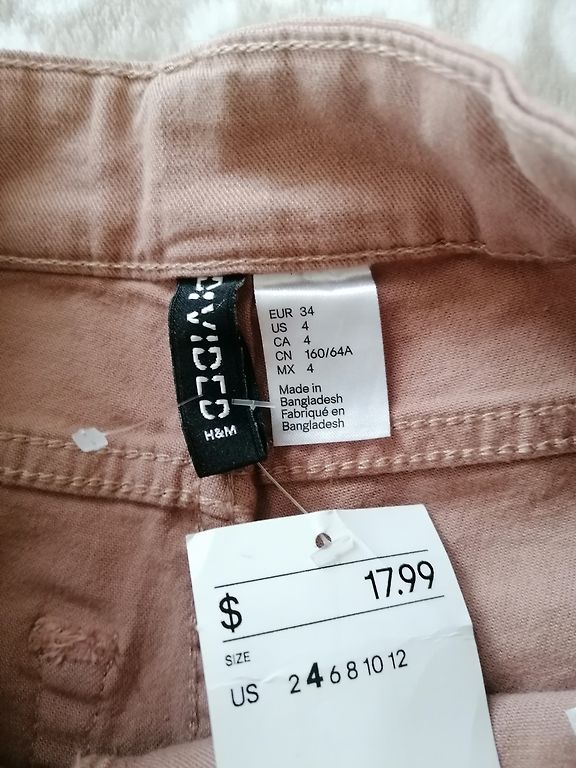 DIVIDED
H&M
EUR 34
US 4
CA 4
CN 160/64A
MX 4
Made in
Bangladesh
Fabriqué en
Bangladesh
$ 17.99
SIZE
US 2 4 6 8 10 12